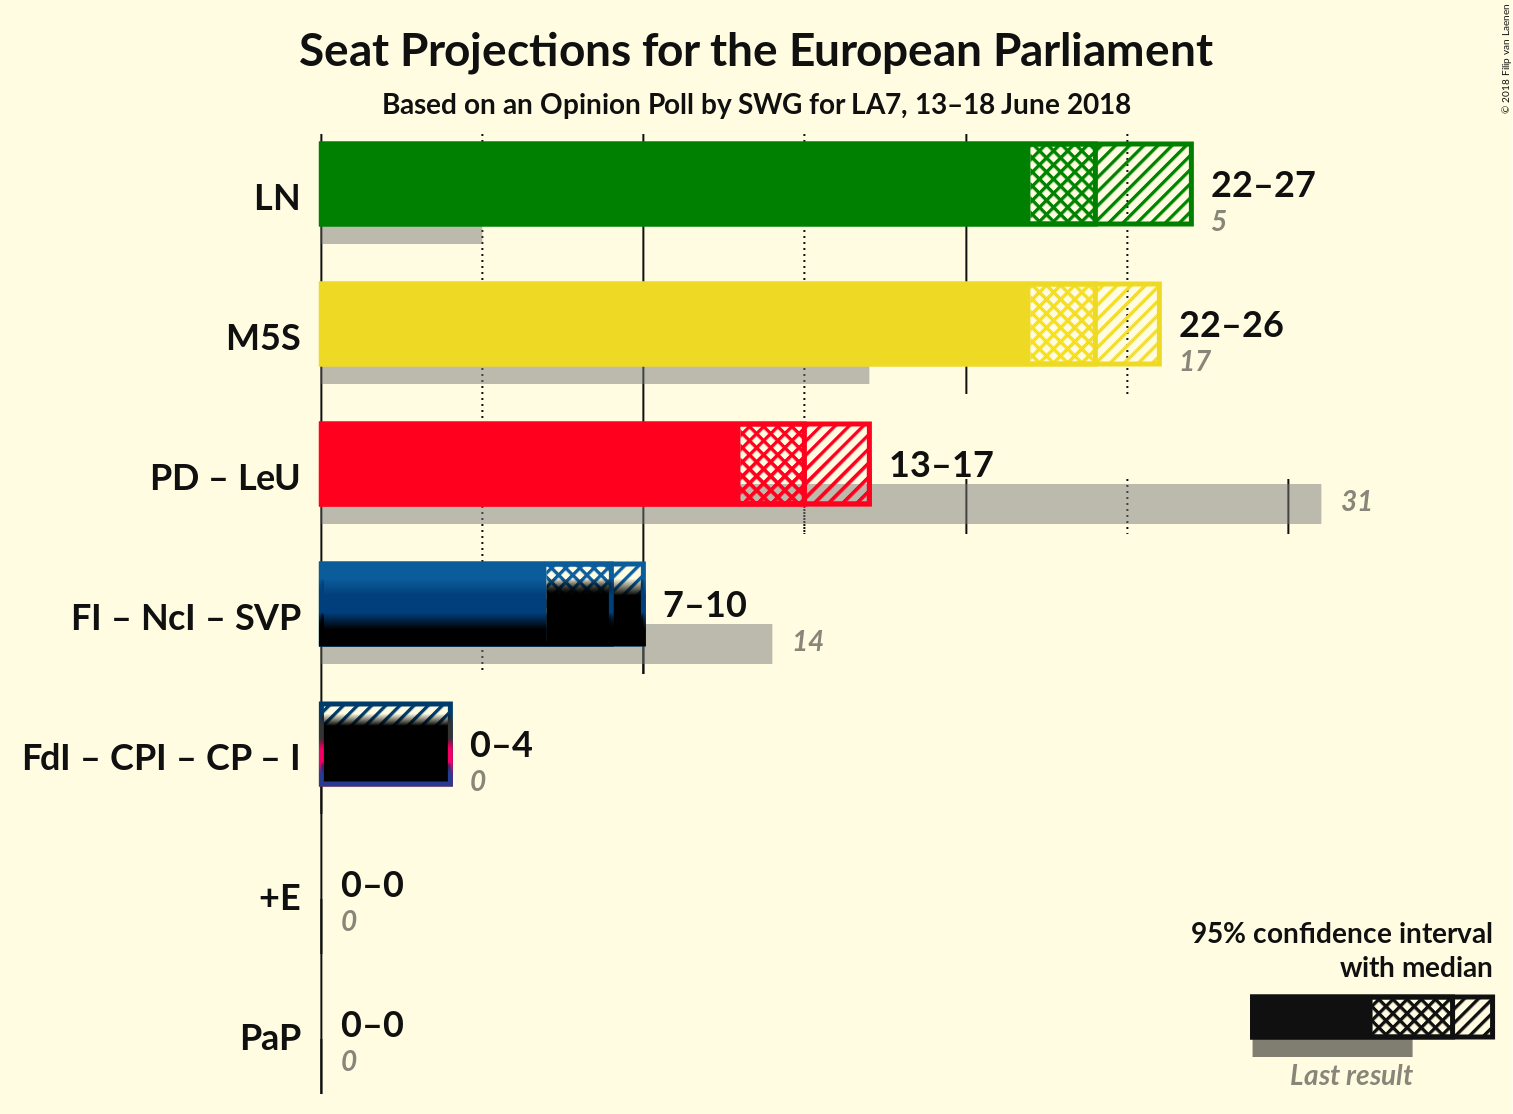 Seat Projections for the European Parliament
Based on an Opinion Poll by SWG for LA7, 13–18 June 2018
© 2018 Filip van Laenen
LN
22–27
5
M5S
22–26
17
PD – LeU
13–17
31
FI – NcI – SVP
7–10
14
FdI – CPI – CP – I
0–4
0
+E
0–0
0
PaP
0–0
0
95% confidence interval
with median
Last result